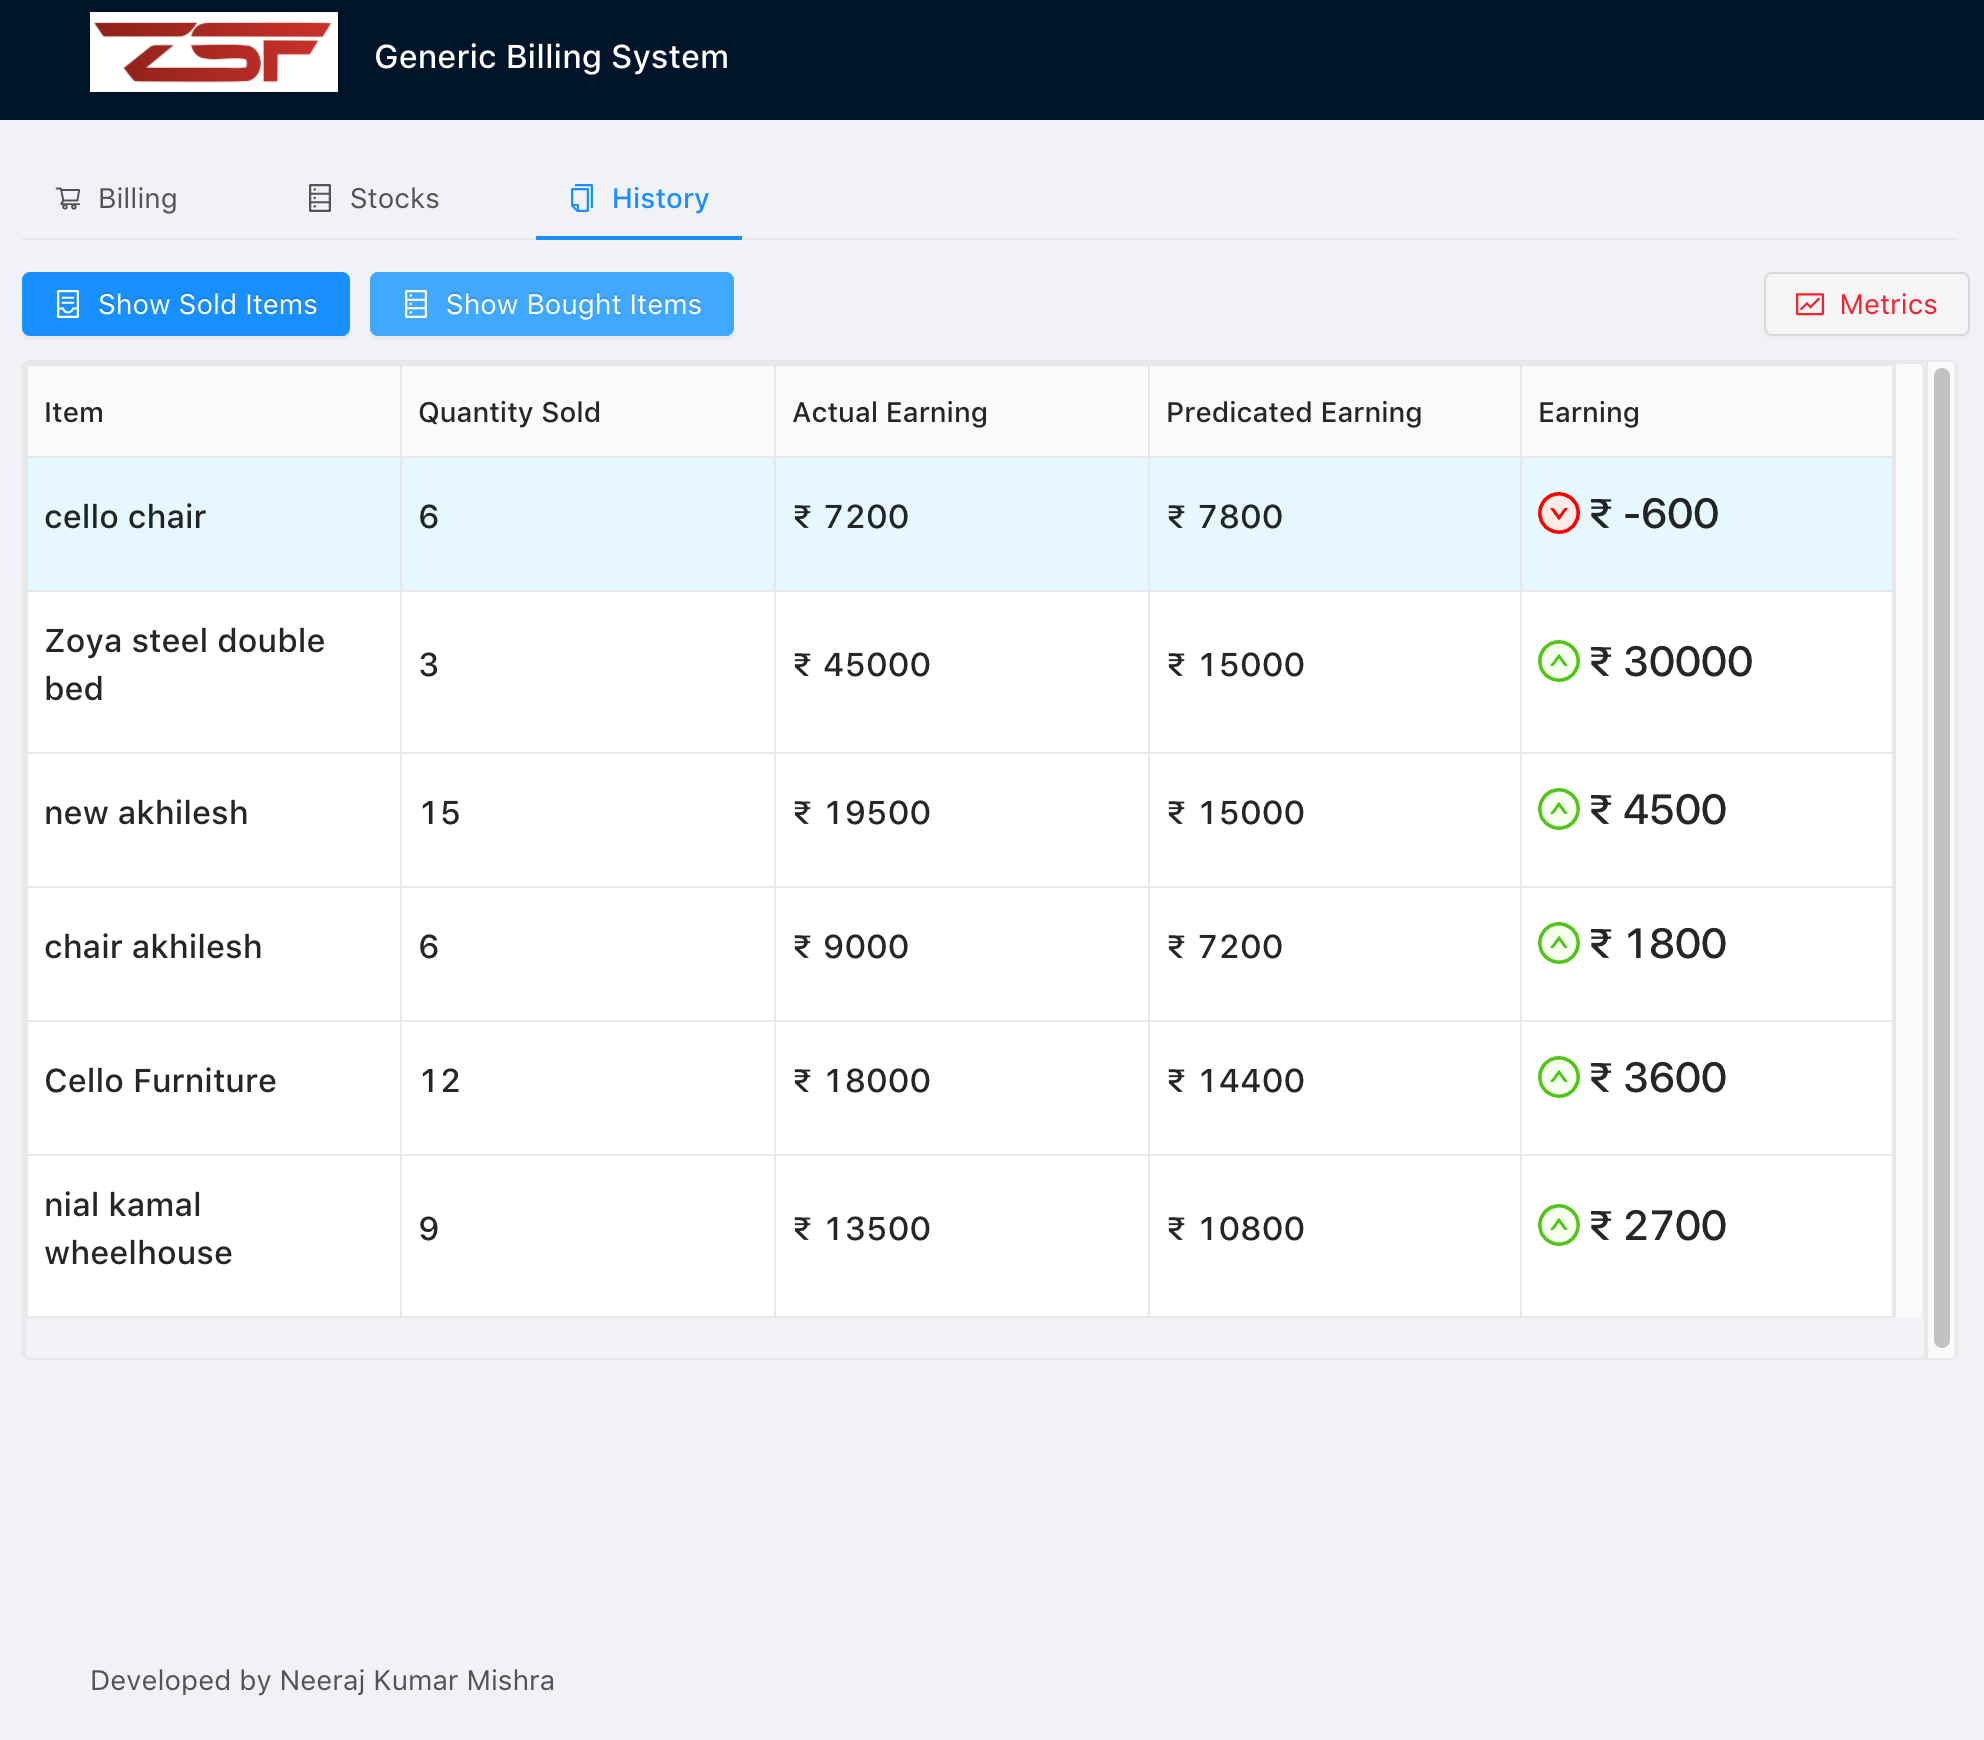 ZSF Generic Billing System
Billing Stocks History
Show Sold Items Show Bought Items Metrics
Item Quantity Sold Actual Earning Predicated Earning Earning
cello chair 6 ₹ 7200 ₹ 7800 ₹ -600
Zoya steel double
bed 3 ₹ 45000 ₹ 15000 ₹ 30000
new akhilesh 15 ₹ 19500 ₹ 15000 ₹ 4500
chair akhilesh 6 ₹ 9000 ₹ 7200 ₹ 1800
Cello Furniture 12 ₹ 18000 ₹ 14400 ₹ 3600
nial kamal
wheelhouse 9 ₹ 13500 ₹ 10800 ₹ 2700
Developed by Neeraj Kumar Mishra